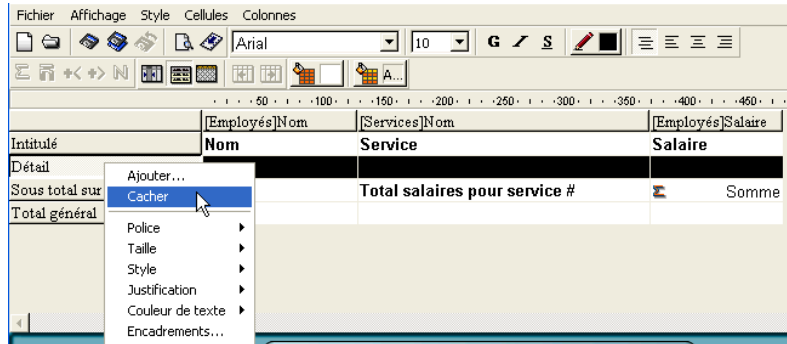 Fichier Affichage Style Cellules Colonnes
Arial 10 G I S
N A...
50 100 150 200 250 300 350 400 450
[Employés]Nom [Services]Nom [Employés]Salaire
Intitulé Nom Service Salaire
Détail
Sous total sur Total salaires pour service # Somme
Total général
Ajouter...
Cacher
Police
Taille
Style
Justification
Couleur de texte
Encadrements...